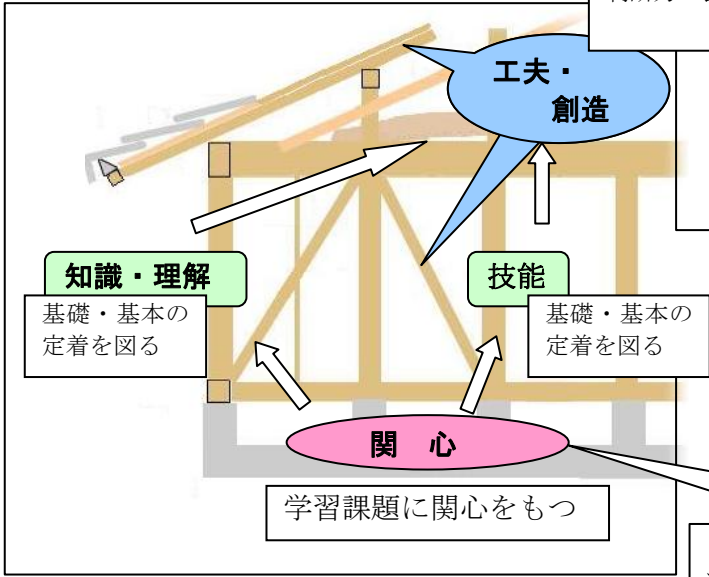 工夫・
創造
知識・理解
技能
基礎・基本の
定着を図る
基礎・基本の
定着を図る
関 心
学習課題に関心をもつ